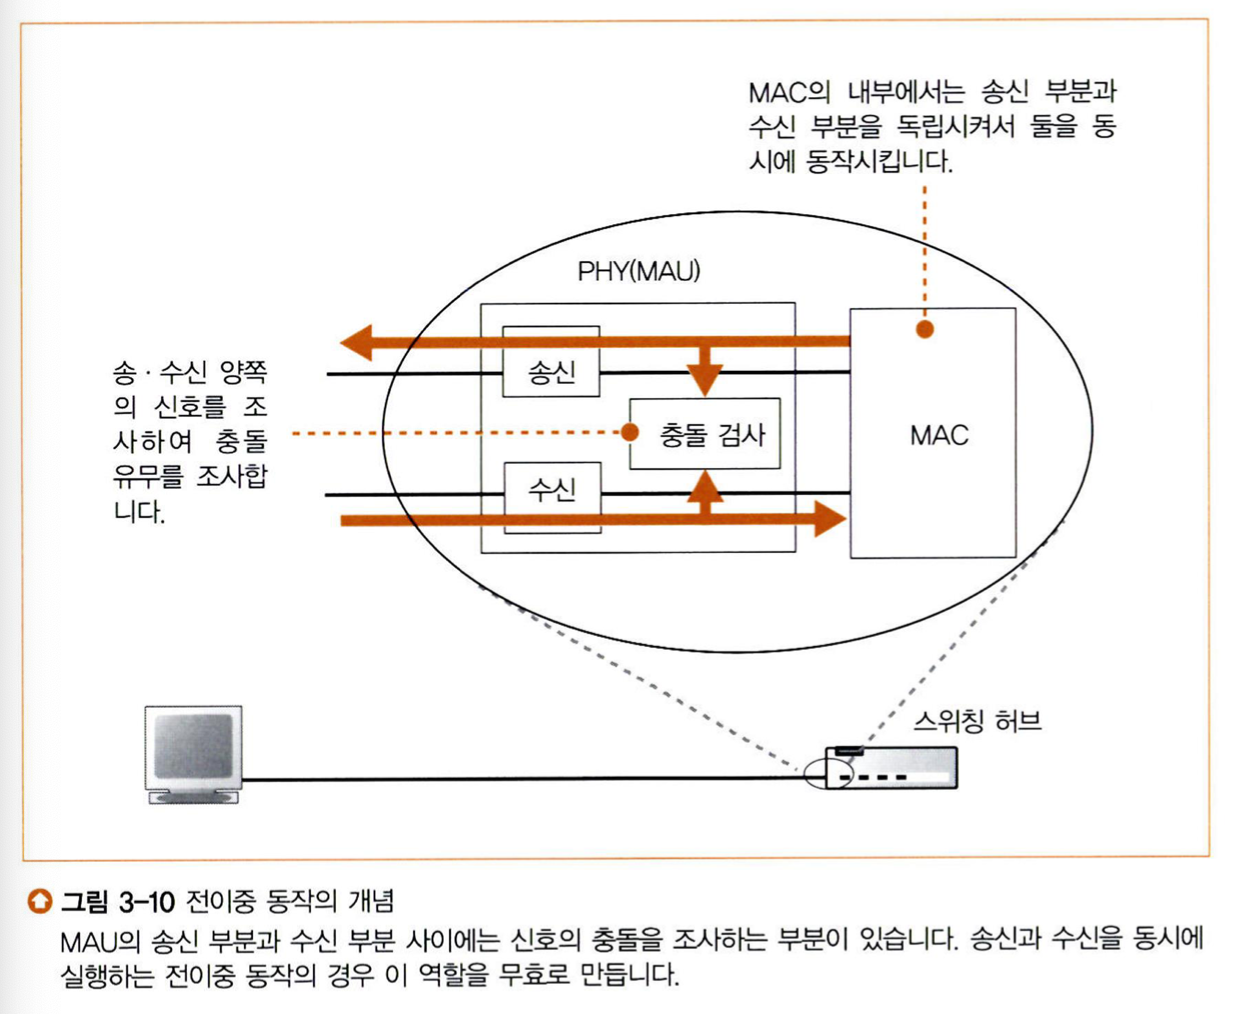 MAC의 내부에서는 송신 부분과
수신 부분을 독립시켜서 둘을 동
시에 동작시킵니다.
PHY(MAU)
송신
송 · 수신 양쪽
의 신호를 조
사하여 충돌
유무를 조사합
니다.
충돌 검사
MAC
수신
스위칭 허브
그림 3-10 전이중 동작의 개념
MAU의 송신 부분과 수신 부분 사이에는 신호의 충돌을 조사하는 부분이 있습니다. 송신과 수신을 동시에
실행하는 전이중 동작의 경우 이 역할을 무효로 만듭니다.